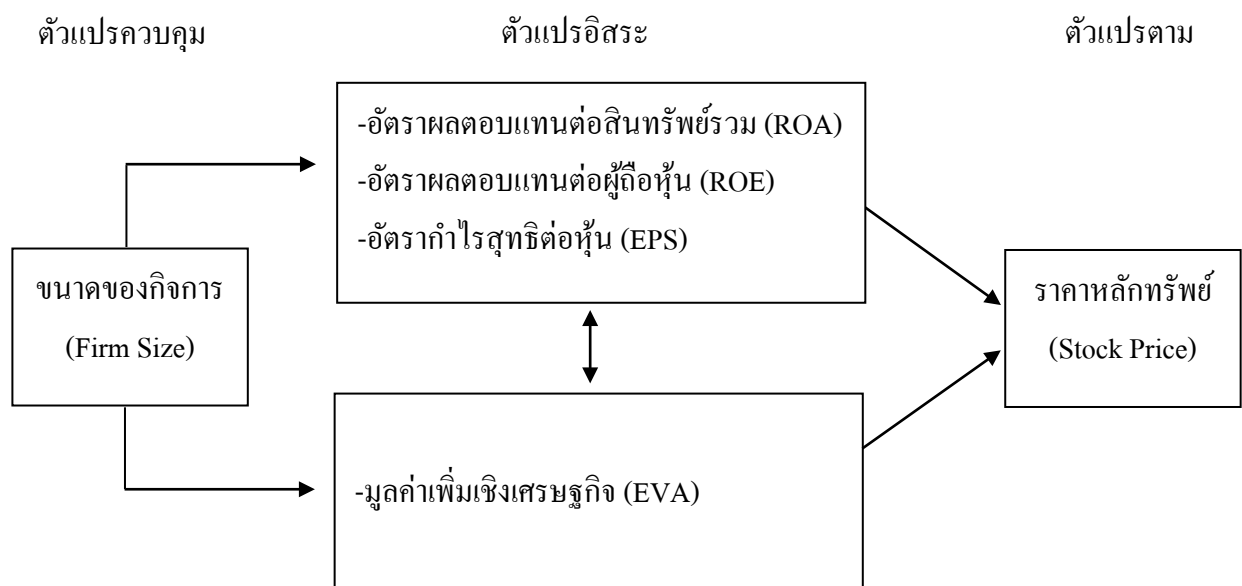 ตัวแปรควบคุม
ตัวแปรอิสระ
ตัวแปรตาม
-อัตราผลตอบแทนต่อสินทรัพย์รวม (ROA)
-อัตราผลตอบแทนต่อผู้ถือหุ้น (ROE)
-อัตรากำไรสุทธิต่อหุ้น (EPS)
ขนาดของกิจการ
(Firm Size)
ราคาหลักทรัพย์
(Stock Price)
-มูลค่าเพิ่มเชิงเศรษฐกิจ (EVA)